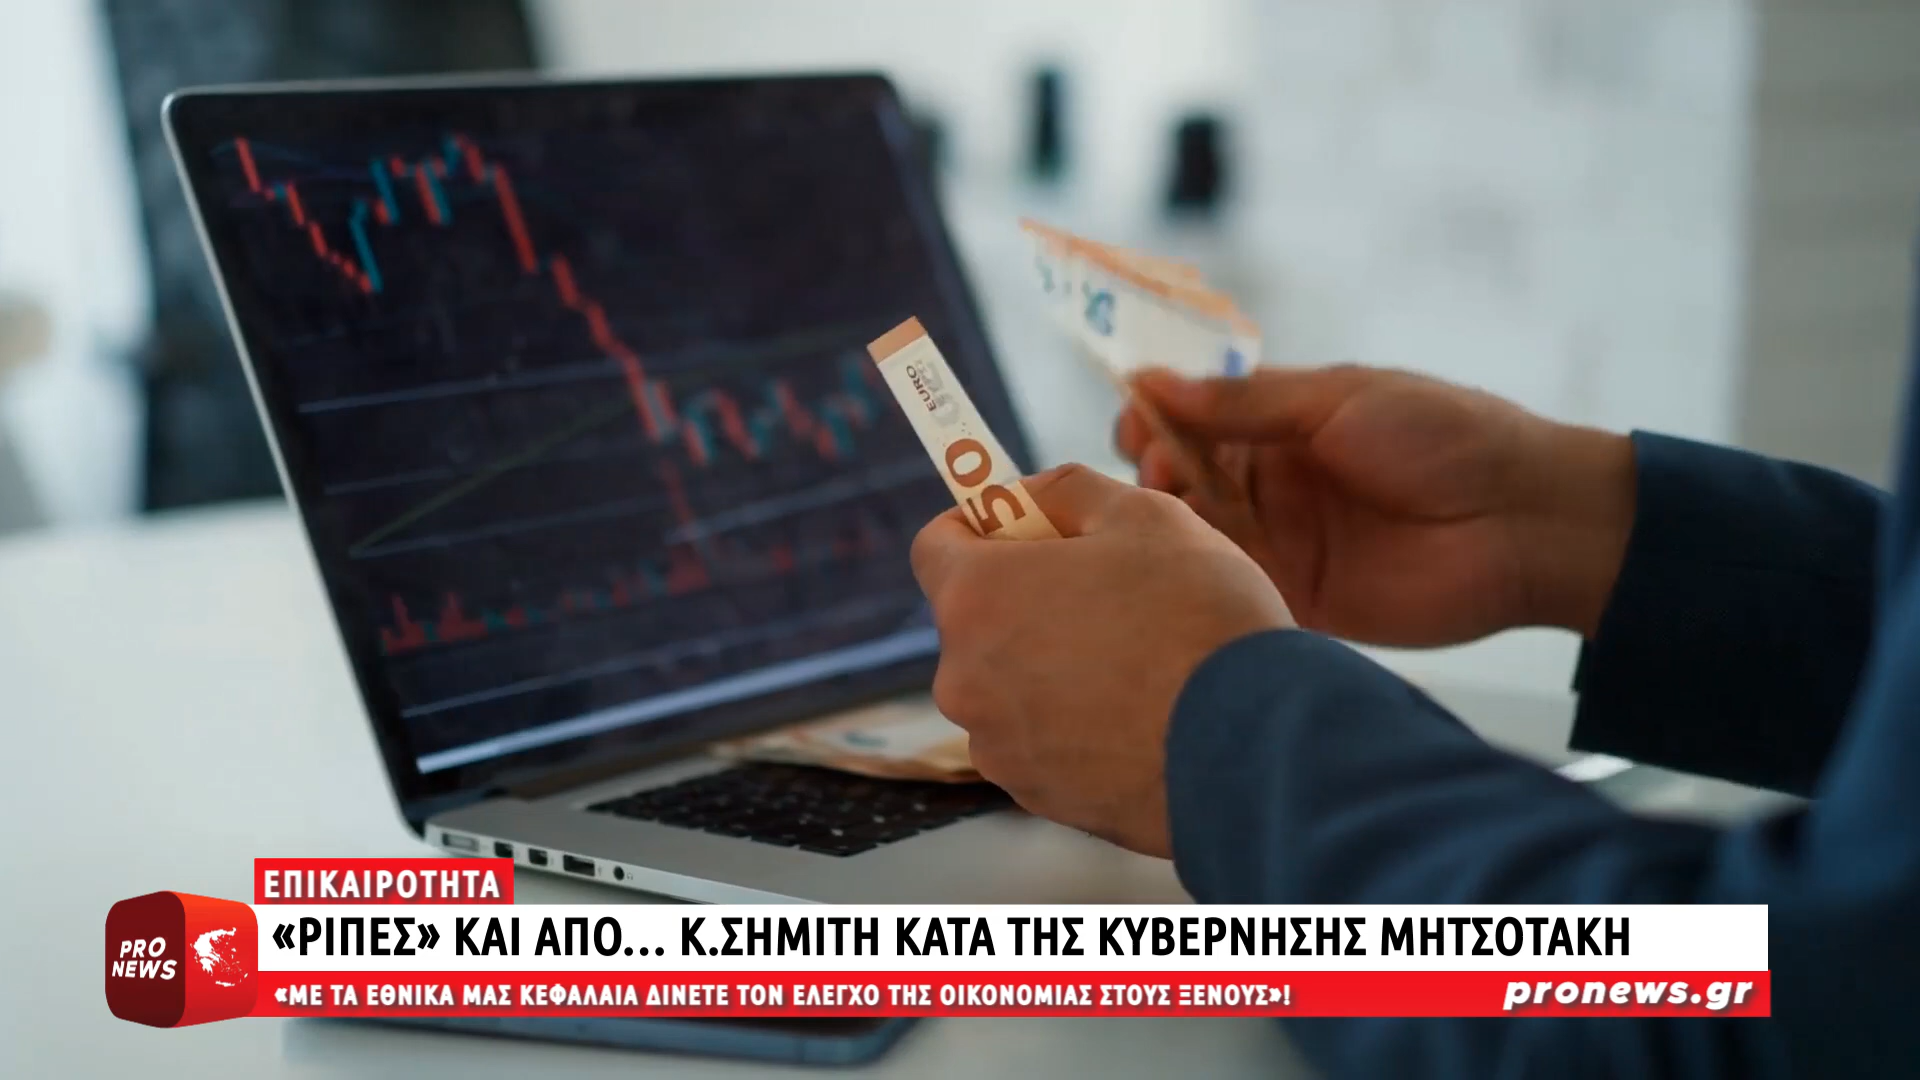 EURO
50
ΕΠΙΚΑΙΡΟΤΗΤΑ
«ΡΙΠΕΣ» ΚΑΙ ΑΠΟ... Κ.ΣΗΜΙΤΗ ΚΑΤΑ ΤΗΣ ΚΥΒΕΡΝΗΣΗΣ ΜΗΤΣΟΤΑΚΗ
PRO
NEWS
«ΜΕ ΤΑ ΕΘΝΙΚΑ ΜΑΣ ΚΕΦΑΛΑΙΑ ΔΙΝΕΤΕ ΤΟΝ ΕΛΕΓΧΟ ΤΗΣ ΟΙΚΟΝΟΜΙΑΣ ΣΤΟΥΣ ΞΕΝΟΥΣ»!
pronews.gr